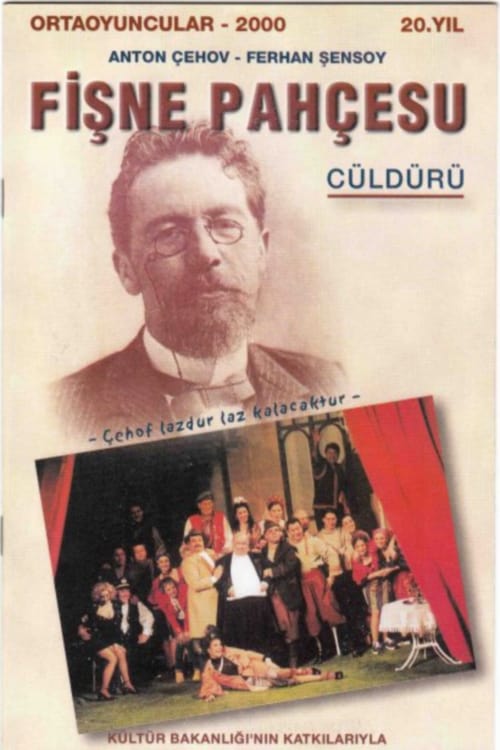 ORTAOYUNCULAR - 2000 20.YIL
ANTON ÇEHOV - FERHAN ŞENSOY
FİŞNE PAHÇESU
CÜLDÜRÜ
- Çehof lazdur laz kalacaktur -
KÜLTÜR BAKANLIĞI'NIN KATKILARIYLA